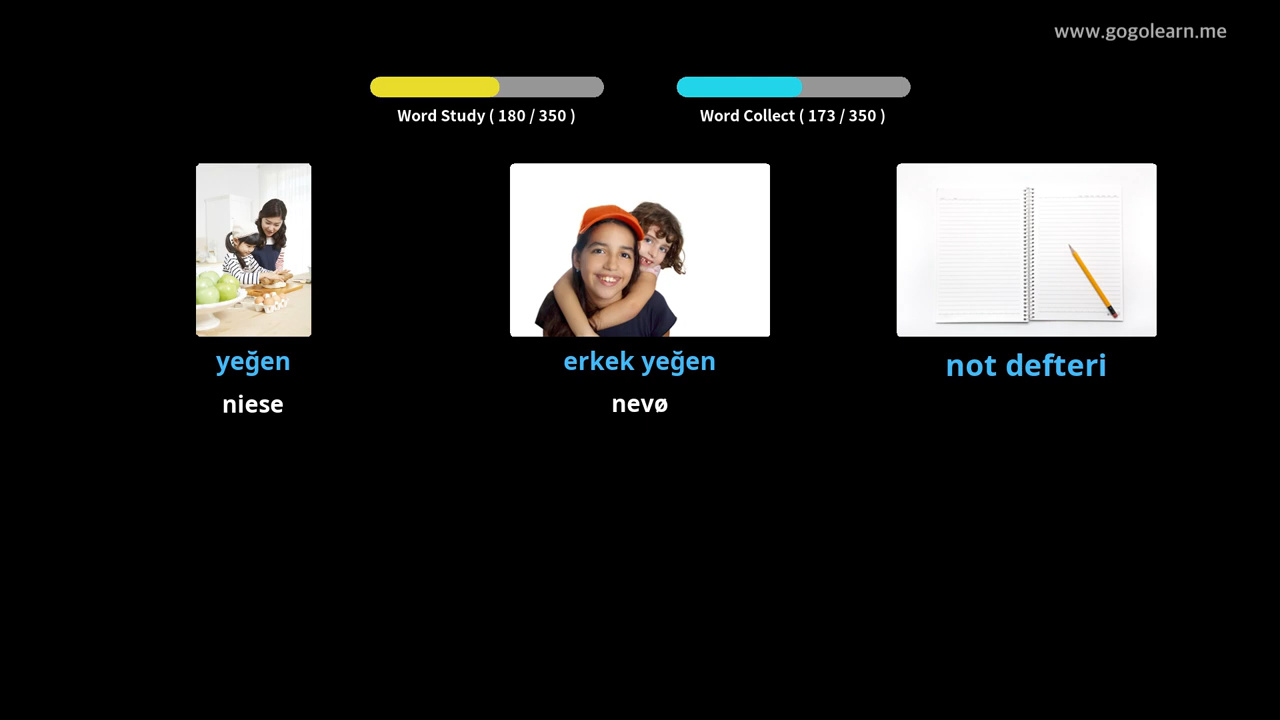 www.gogolearn.me
Word Study ( 180 / 350 )
Word Collect ( 173 / 350 )
yeğen
erkek yeğen
not defteri
niese
nevø